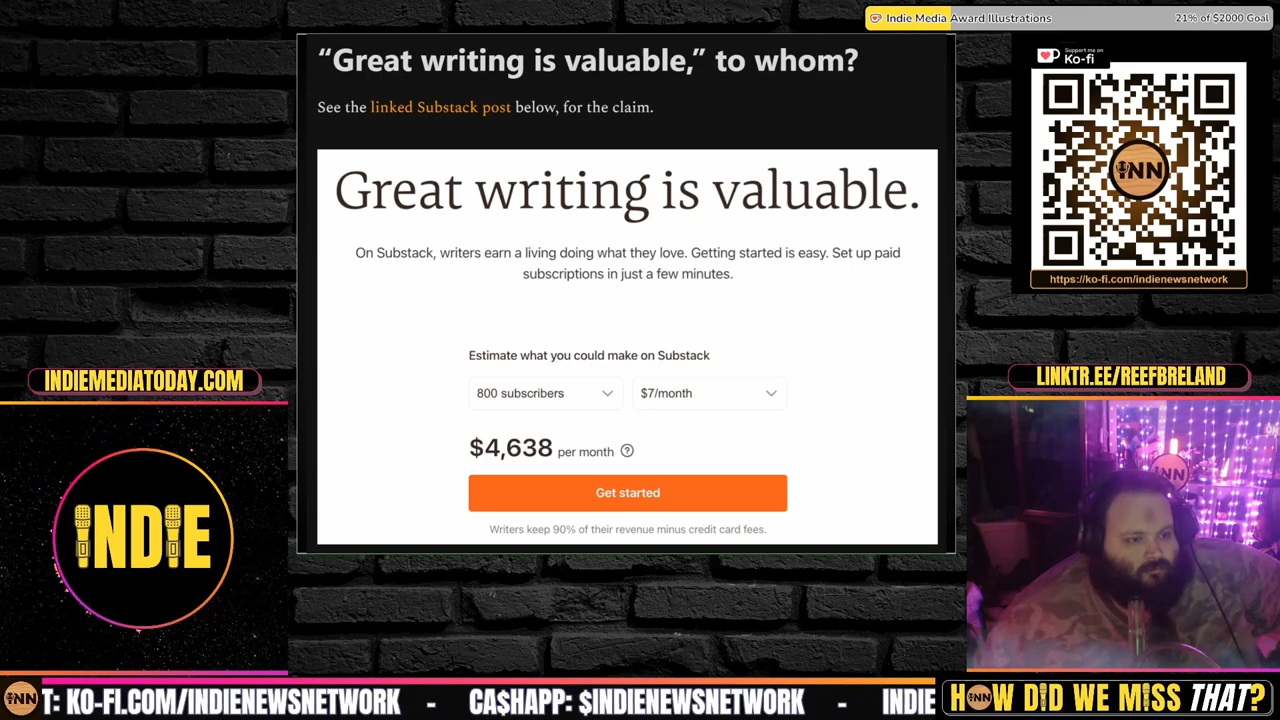 Indie Media Award Illustrations
21% of $2000 Goal
“Great writing is valuable,” to whom?
See the linked Substack post below, for the claim.
Great writing is valuable.
On Substack, writers earn a living doing what they love. Getting started is easy. Set up paid
subscriptions in just a few minutes.
Estimate what you could make on Substack
800 subscribers
$7/month
$4,638 per month
Get started
Writers keep 90% of their revenue minus credit card fees.
Support me on
Ko-fi
iNN
https://ko-fi.com/indienewsnetwork
INDIEMEDIATODAY.COM
LINKTR.EE/REEFBRELAND
INDIE
INN
iNN
T: KO-FI.COM/INDIENEWSNETWORK - CA$HAPP: $INDIENEWSNETWORK - INDIE
HOW DID WE MISS THAT?